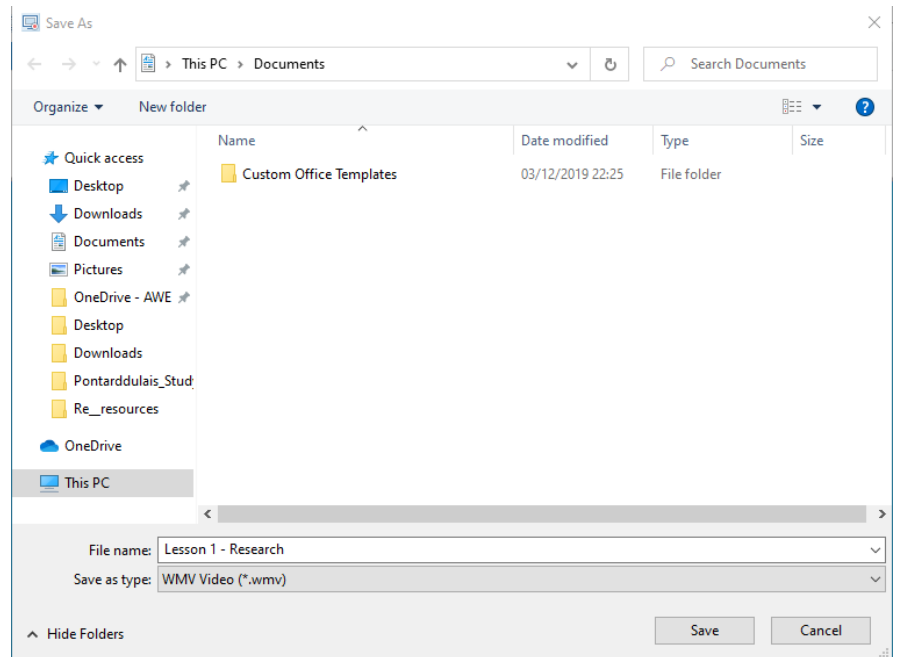 Save As
This PC > Documents
Search Documents
Organize
New folder
Name
Date modified
Type
Size
Custom Office Templates
03/12/2019 22:25
File folder
Quick access
Desktop
Downloads
Documents
Pictures
OneDrive - AWE
Desktop
Downloads
Pontarddulais_Stud
Re__resources
OneDrive
This PC
File name: Lesson 1 - Research
Save as type: WMV Video (*.wmv)
Hide Folders
Save
Cancel